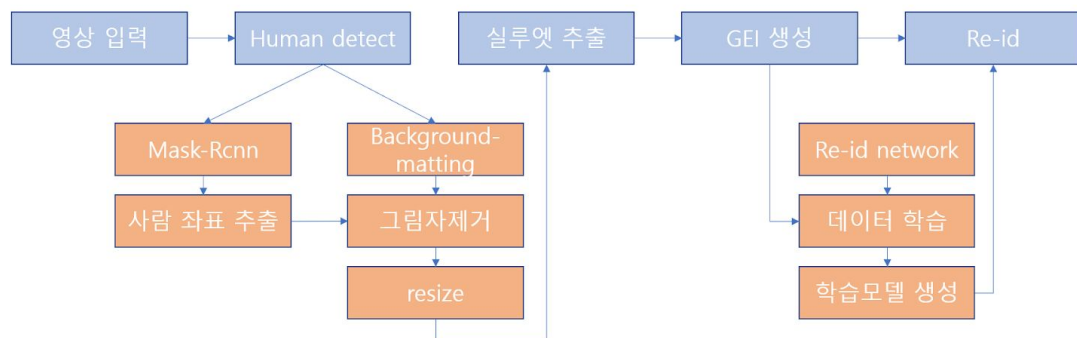 영상 입력
Human detect
실루엣 추출
GEI 생성
Re-id
Mask-Rcnn
Background-
matting
Re-id network
사람 좌표 추출
그림자제거
데이터 학습
resize
학습모델 생성